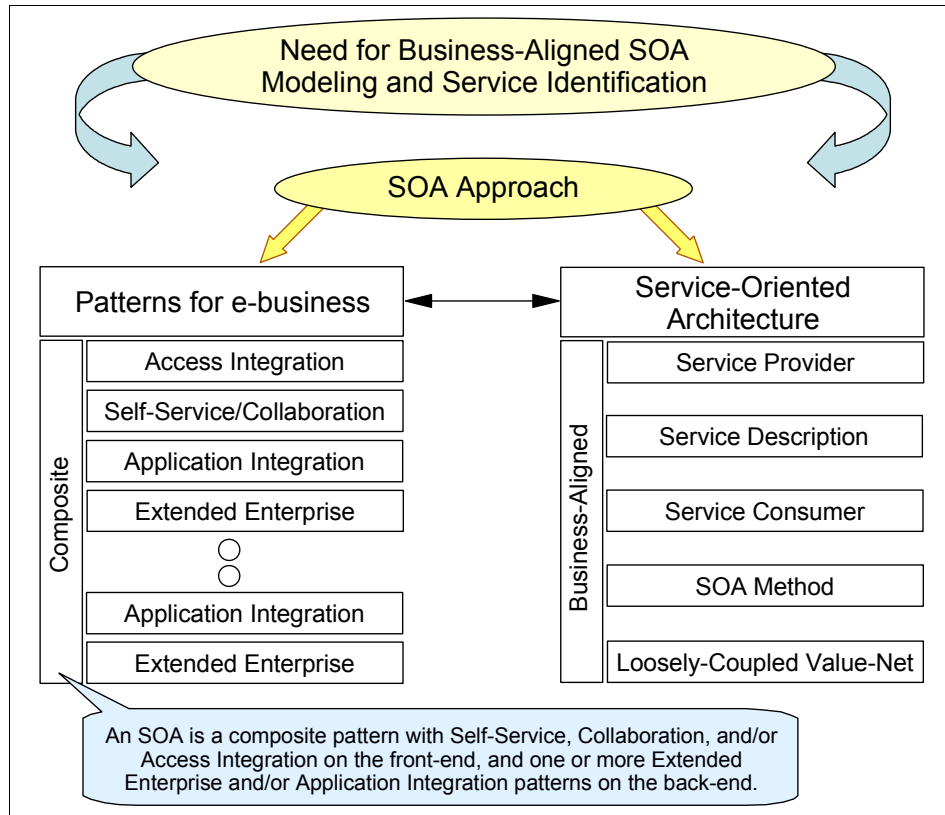 Need for Business-Aligned SOA
Modeling and Service Identification
SOA Approach
Patterns for e-business
Composite
Access Integration
Self-Service/Collaboration
Application Integration
Extended Enterprise
Application Integration
Extended Enterprise
Service-Oriented
Architecture
Business-Aligned
Service Provider
Service Description
Service Consumer
SOA Method
Loosely-Coupled Value-Net
An SOA is a composite pattern with Self-Service, Collaboration, and/or
Access Integration on the front-end, and one or more Extended
Enterprise and/or Application Integration patterns on the back-end.